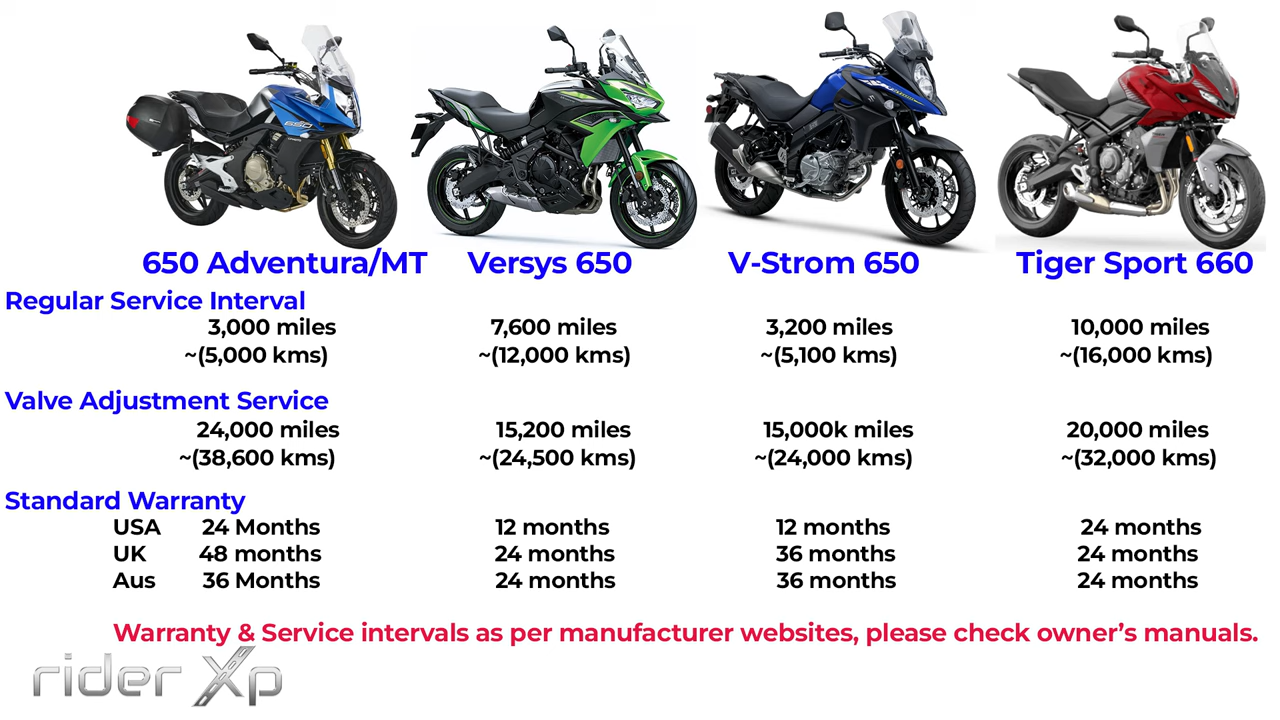 650 Adventura/MT Versys 650 V-Strom 650 Tiger Sport 660
Regular Service Interval
3,000 miles 7,600 miles 3,200 miles 10,000 miles
~(5,000 kms) ~(12,000 kms) ~(5,100 kms) ~(16,000 kms)
Valve Adjustment Service
24,000 miles 15,200 miles 15,000k miles 20,000 miles
~(38,600 kms) ~(24,500 kms) ~(24,000 kms) ~(32,000 kms)
Standard Warranty
USA 24 Months 12 months 12 months 24 months
UK 48 months 24 months 36 months 24 months
Aus 36 Months 24 months 36 months 24 months
Warranty & Service intervals as per manufacturer websites, please check owner's manuals.
rider Xp